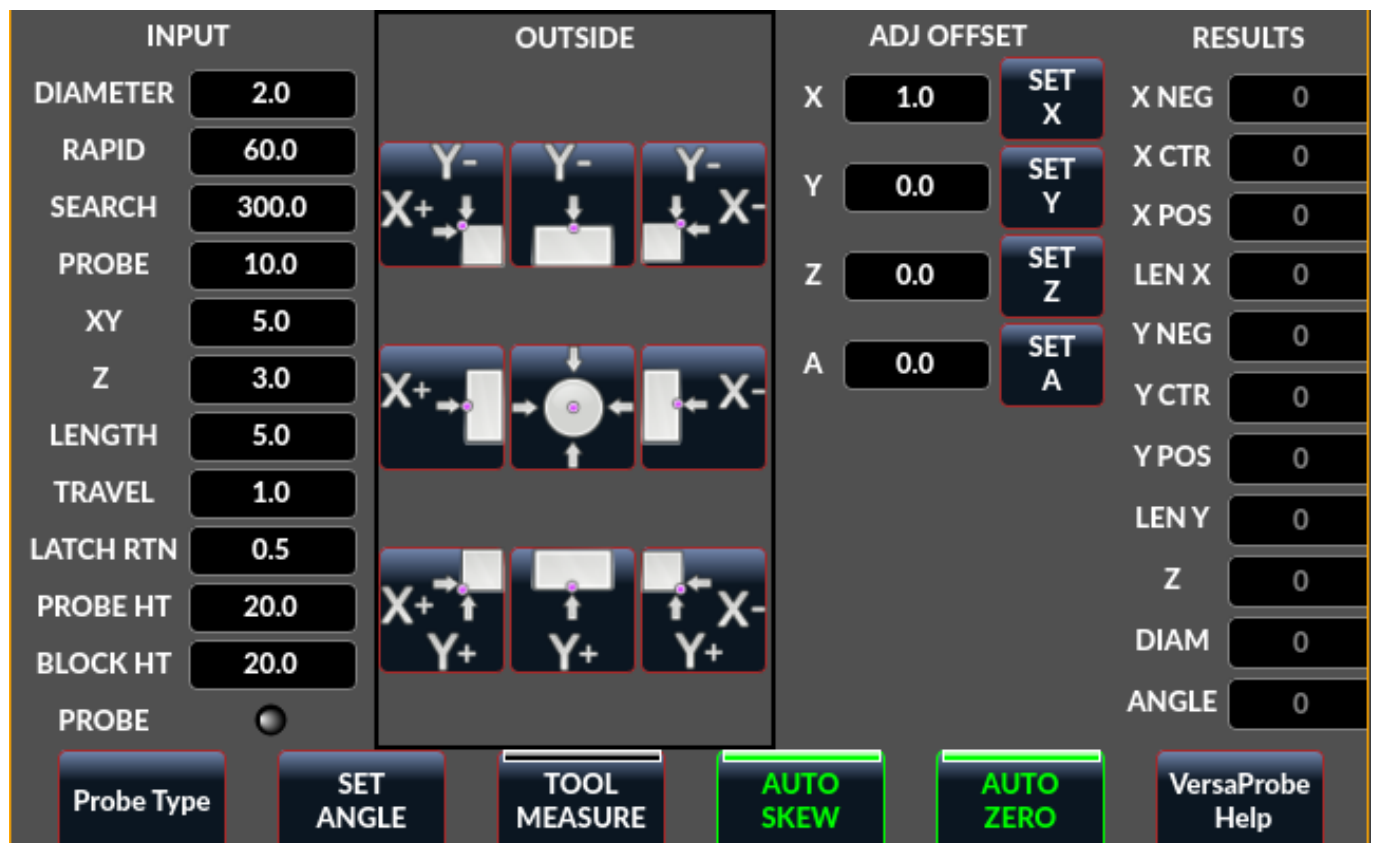 INPUT
DIAMETER 2.0
RAPID 60.0
SEARCH 300.0
PROBE 10.0
XY 5.0
Z 3.0
LENGTH 5.0
TRAVEL 1.0
LATCH RTN 0.5
PROBE HT 20.0
BLOCK HT 20.0
PROBE
OUTSIDE
Y- Y- Y-
X+ X-
X+ X-
X+ X-
Y+ Y+ Y+
ADJ OFFSET
X 1.0 SET
X
Y 0.0 SET
Y
Z 0.0 SET
Z
A 0.0 SET
A
RESULTS
X NEG 0
X CTR 0
X POS 0
LEN X 0
Y NEG 0
Y CTR 0
Y POS 0
LEN Y 0
Z 0
DIAM 0
ANGLE 0
Probe Type
SET
ANGLE
TOOL
MEASURE
AUTO
SKEW
AUTO
ZERO
VersaProbe
Help